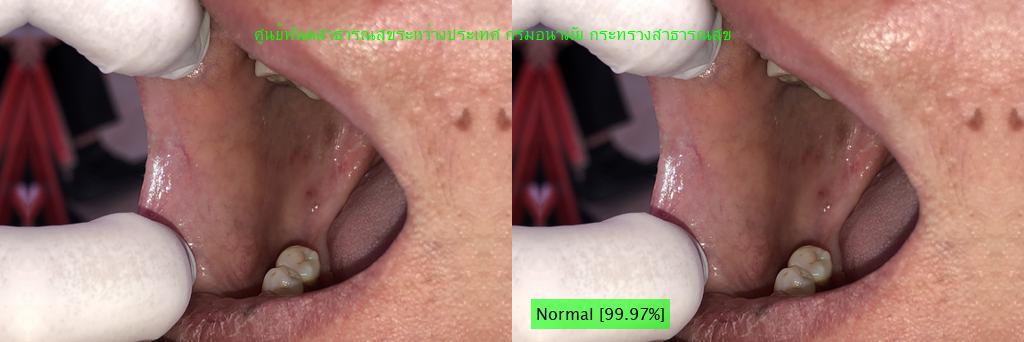 ศูนย์ทันตสาธารณสุขระหว่างประเทศ กรมอนามัย กระทรวงสาธารณสุข
Normal [99.97%]